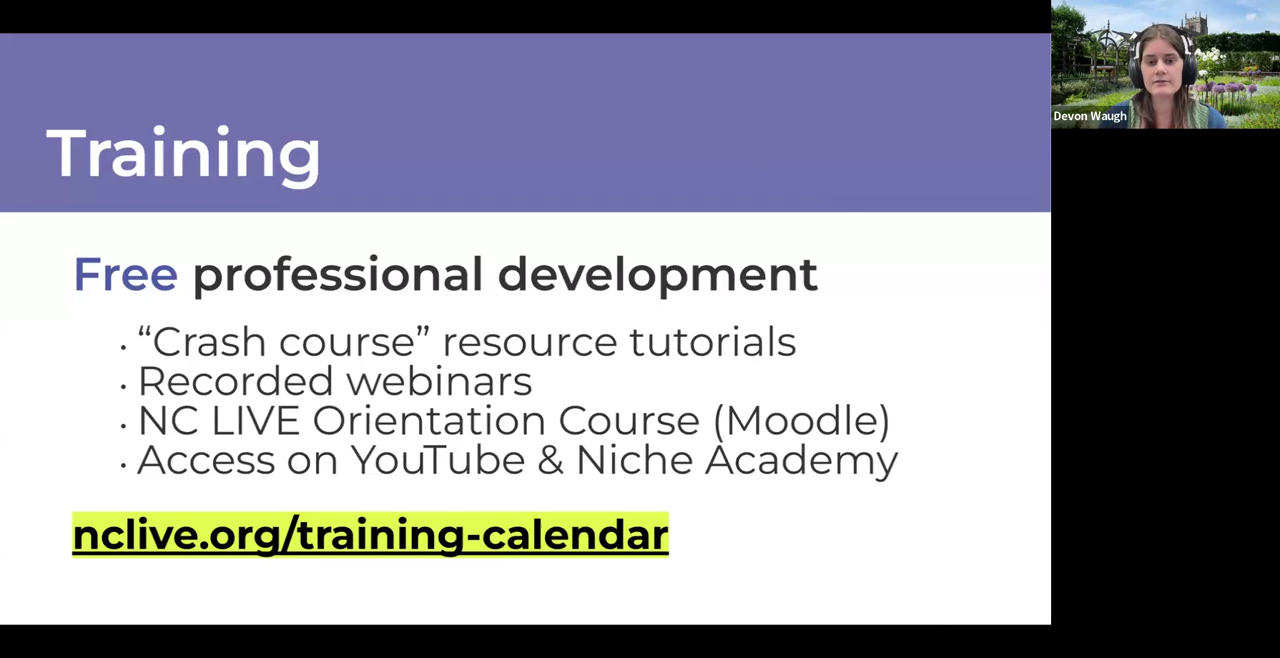 Training
Free professional development
· “Crash course” resource tutorials
· Recorded webinars
· NC LIVE Orientation Course (Moodle)
· Access on YouTube & Niche Academy
nclive.org/training-calendar
Devon Waugh